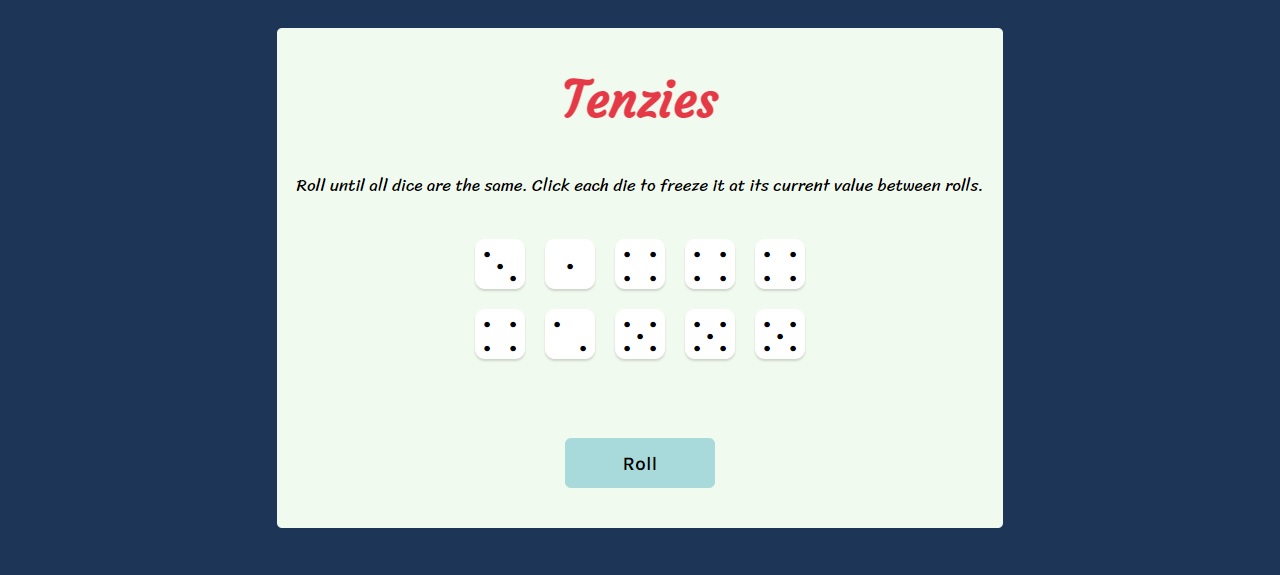 Tenzies
Roll until all dice are the same. Click each die to freeze it at its current value between rolls.
Roll